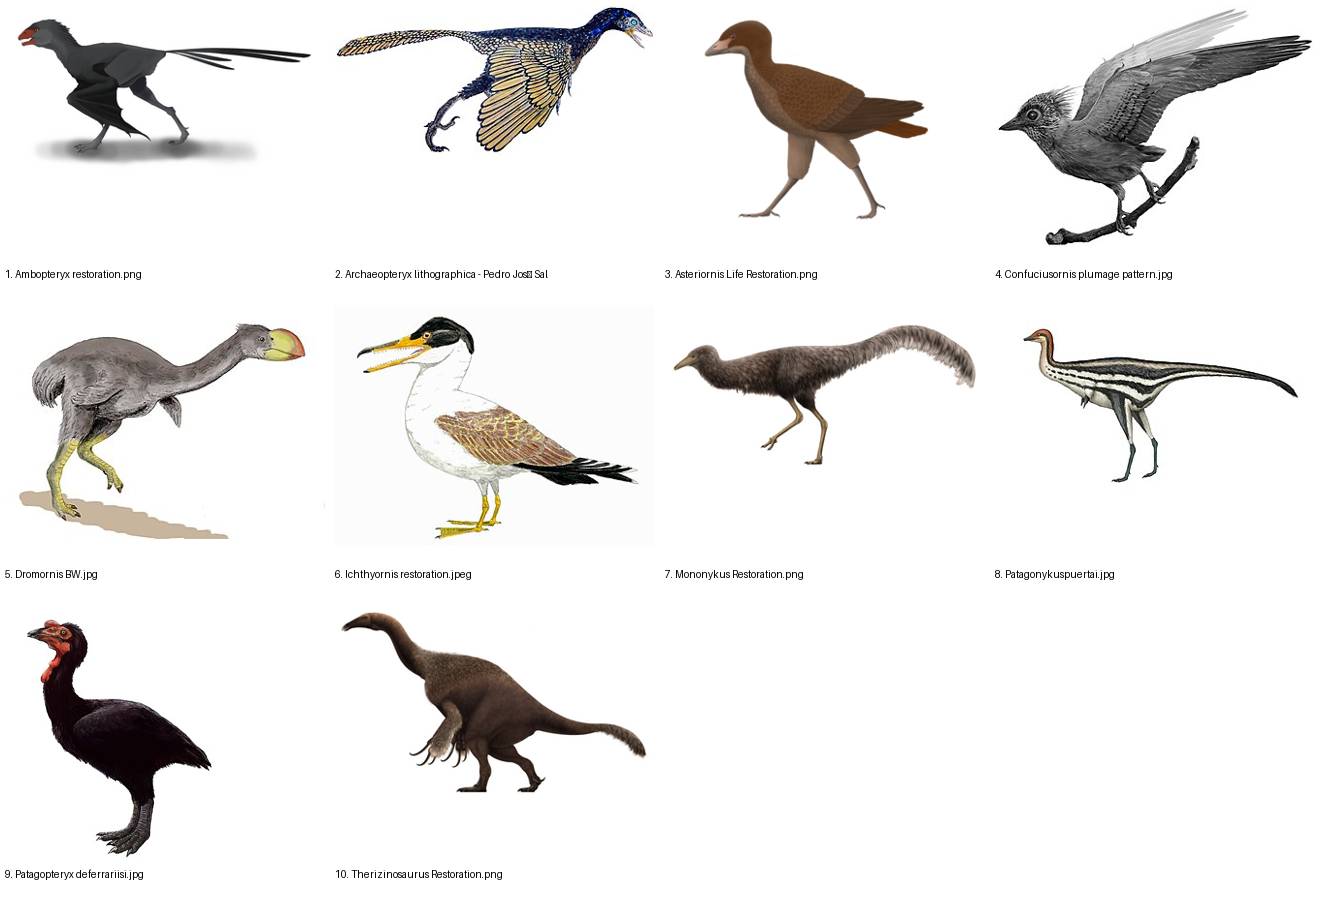 1. Ambopteryx restoration.png
2. Archaeopteryx lithographica - Pedro Jos▯ Sal
3. Asteriornis Life Restoration.png
4. Confuciusornis plumage pattern.jpg
5. Dromornis BW.jpg
6. Ichthyornis restoration.jpeg
7. Mononykus Restoration.png
8. Patagonykuspuertai.jpg
9. Patagopteryx deferrariisi.jpg
10. Therizinosaurus Restoration.png